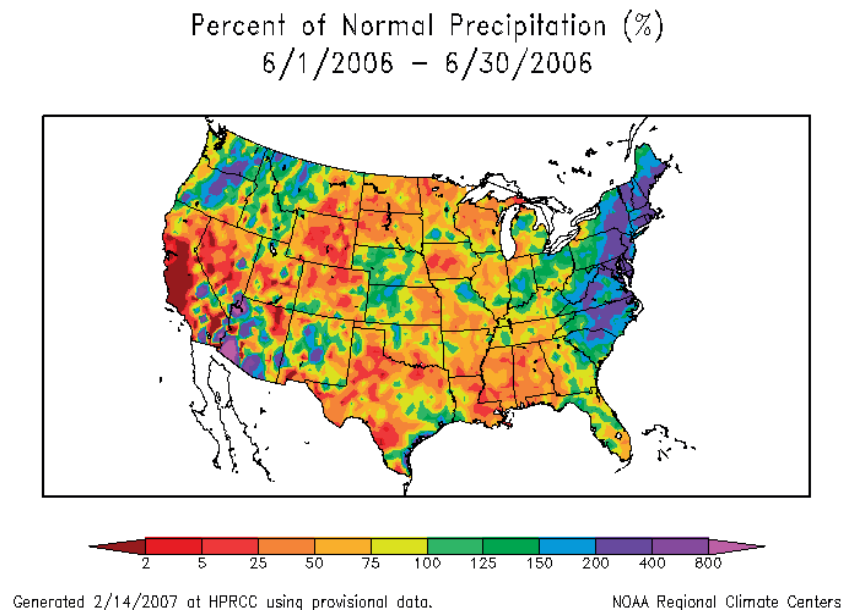 Percent of Normal Precipitation (%)
6/1/2006 – 6/30/2006
2 5 25 50 75 100 125 150 200 400 800
Generated 2/14/2007 at HPRCC using provisional data. NOAA Regional Climate Centers